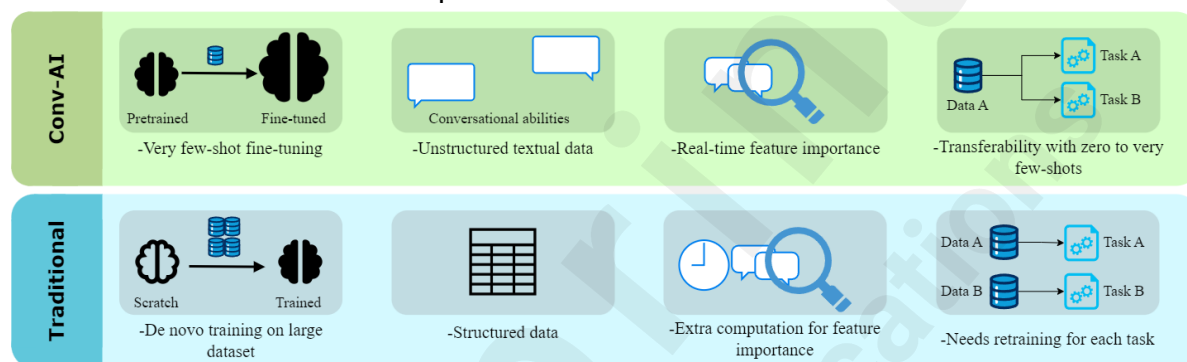 Conv-AI
Pretrained
Fine-tuned
-Very few-shot fine-tuning
Conversational abilities
-Unstructured textual data
-Real-time feature importance
Data A
Task A
Task B
-Transferability with zero to very
few-shots
Traditional
Scratch
Trained
-De novo training on large
dataset
-Structured data
-Extra computation for feature
importance
Data A
Task A
Data B
Task B
-Needs retraining for each task